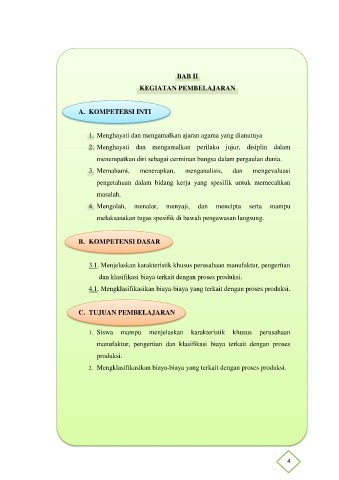 BAB II
KEGIATAN PEMBELAJARAN
A. KOMPETEBSI INTI
1. Menghayati dan mengamalkan ajaran agama yang dianutnya
2. Menghayati dan mengamalkan perilaku jujur, disiplin dalam
menempatkan diri sebagai cerminan bangsa dalam pergaulan dunia.
3. Memahami, menerapkan, menganalisis, dan mengevaluasi
pengetahuan dalam bidang kerja yang spesifik untuk memecahkan
masalah.
4. Mengolah, menalar, menyaji, dan mencipta serta mampu
melaksanakan tugas spesifik di bawah pengawasan langsung.
B. KOMPETENSI DASAR
3.1. Menjelaskan karakteristik khusus perusahaan manufaktur, pengertian
dan klasifikasi biaya terkait dengan proses produksi.
4.1. Mengklasifikasikan biaya-biaya yang terkait dengan proses produksi.
C. TUJUAN PEMBELAJARAN
1. Siswa mampu menjelaskan karakteristik khusus perusahaan
manufaktur, pengertian dan klasifikasi biaya terkait dengan proses
produksi.
2. Mengklasifikasikan biaya-biaya yang terkait dengan proses produksi.
4